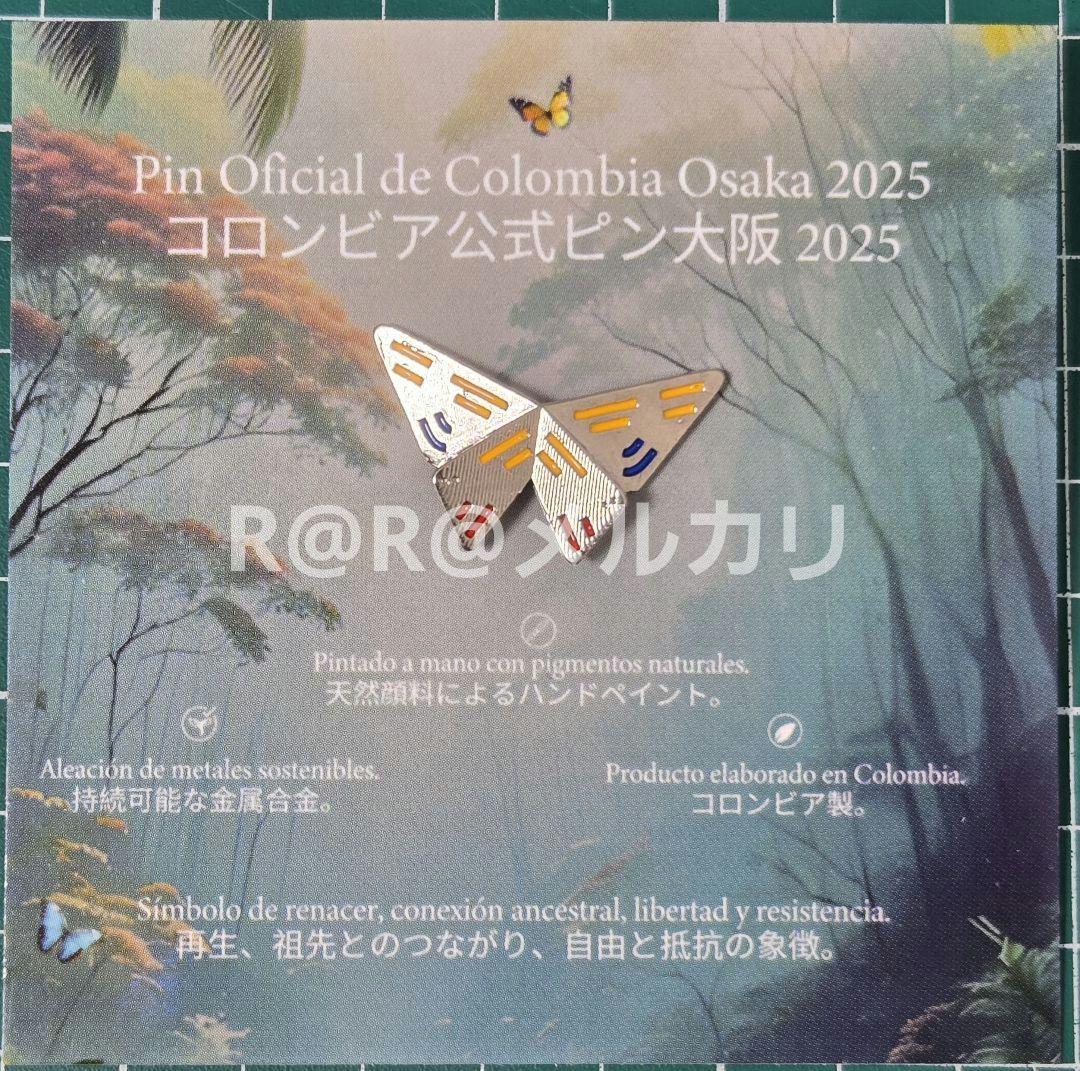 Pin Oficial de Colombia Osaka 2025
コロンビア公式ピン大阪 2025
R@R@メルカリ
Pintado a mano con pigmentos naturales.
天然顔料によるハンドペイント。
Aleación de metales sostenibles.
持続可能な金属合金。
Producto elaborado en Colombia.
コロンビア製。
Símbolo de renacer, conexión ancestral, libertad y resistencia.
再生、祖先とのつながり、自由と抵抗の象徴。